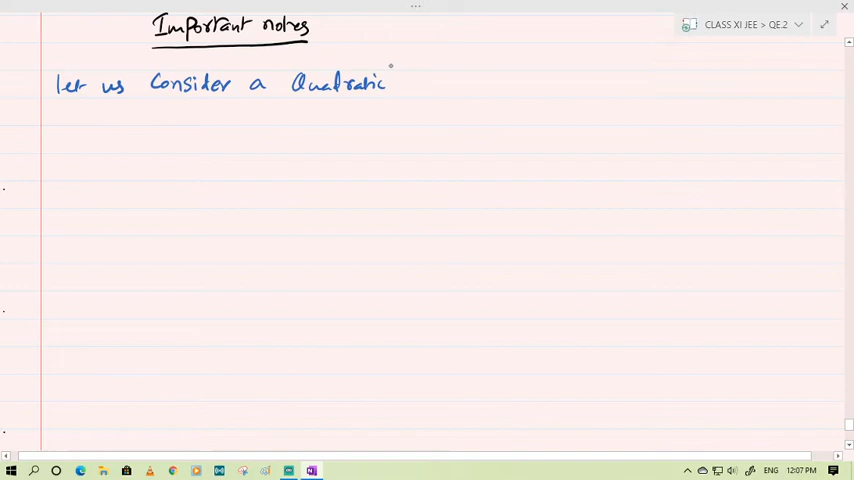 ...
Important notes
CLASS XI JEE > QE.2
let us Consider a Quadratic
ENG 12:07 PM